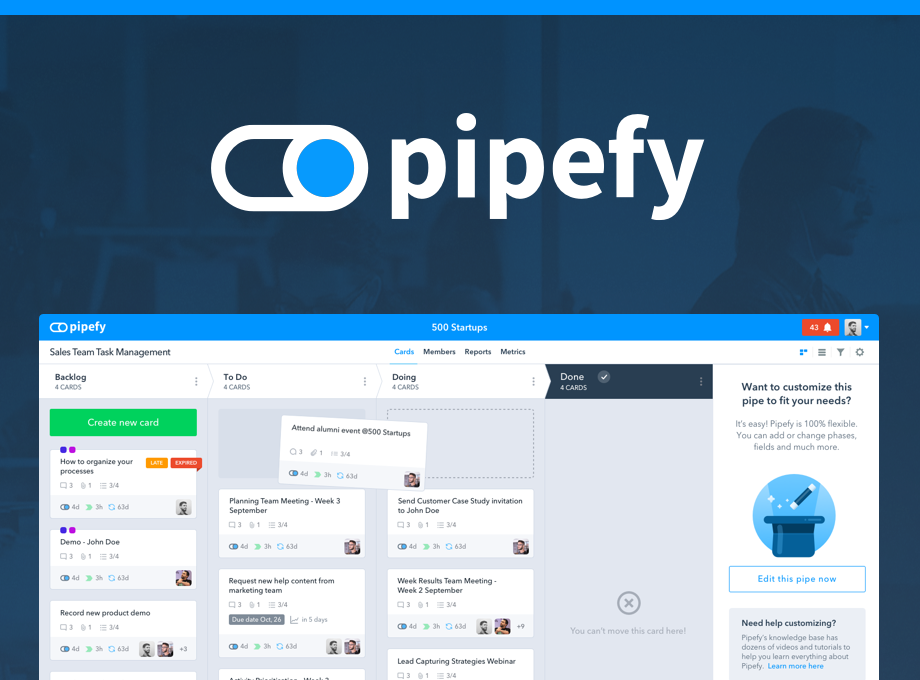 pipefy
pipefy
500 Startups
43
Sales Team Task Management
Cards
Members
Reports
Metrics
Backlog
4 CARDS
To Do
4 CARDS
Doing
4 CARDS
Done
4 CARDS
Create new card
How to organize your
processes
LATE
EXPIRED
3
1
3/4
4d
3h
63d
Demo - John Doe
3
1
3/4
4d
3h
63d
Record new product demo
3
1
3/4
4d
3h
63d
+3
Attend alumni event @500 Startups
3
1
3/4
4d
3h
63d
Planning Team Meeting - Week 3
September
3
1
3/4
4d
3h
63d
Request new help content from
marketing team
3
1
3/4
Due date Oct, 26
in 5 days
4d
3h
63d
Send Customer Case Study invitation
to John Doe
3
1
3/4
4d
3h
63d
Week Results Team Meeting -
Week 2 September
3
1
3/4
4d
3h
63d
+9
Lead Capturing Strategies Webinar
3
1
3/4
You can't move this card here!
Want to customize this
pipe to fit your needs?
It's easy! Pipefy is 100% flexible.
You can add or change phases,
fields and much more.
Edit this pipe now
Need help customizing?
Pipefy's knowledge base has
dozens of videos and tutorials to
help you learn everything about
Pipefy. Learn more here